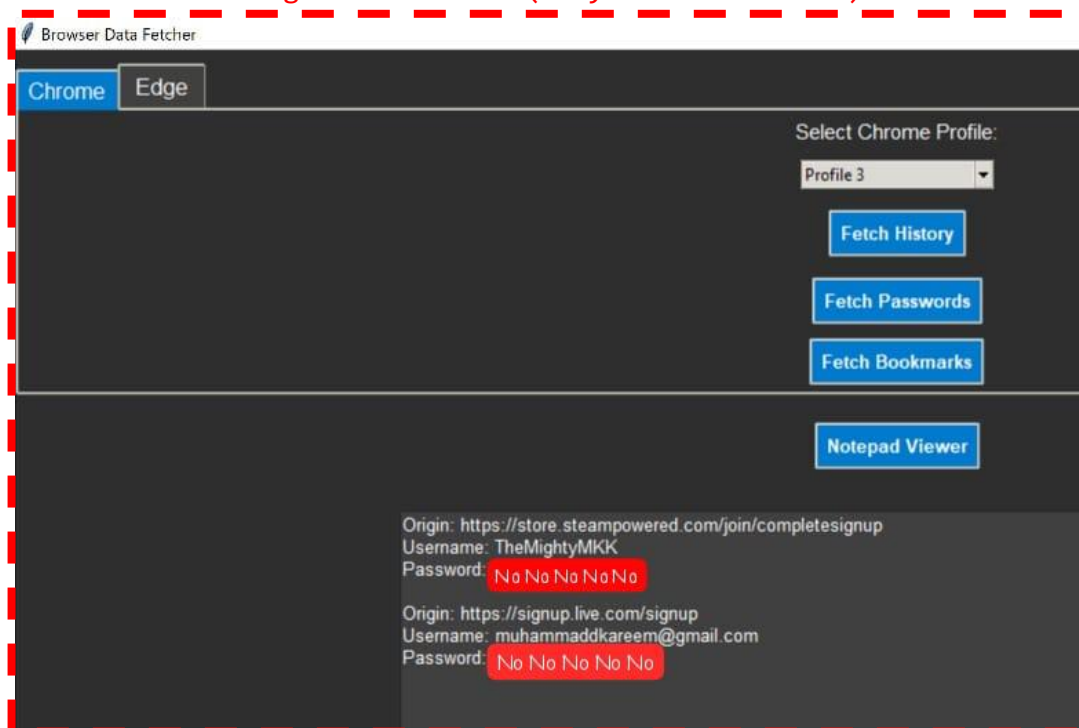 Browser Data Fetcher
Chrome
Edge
Select Chrome Profile:
Profile 3
Fetch History
Fetch Passwords
Fetch Bookmarks
Notepad Viewer
Origin: https://store.steampowered.com/join/completesignup
Username: TheMightyMKK
Password: No No No No No
Origin: https://signup.live.com/signup
Username: muhammaddkareem@gmail.com
Password: No No No No No